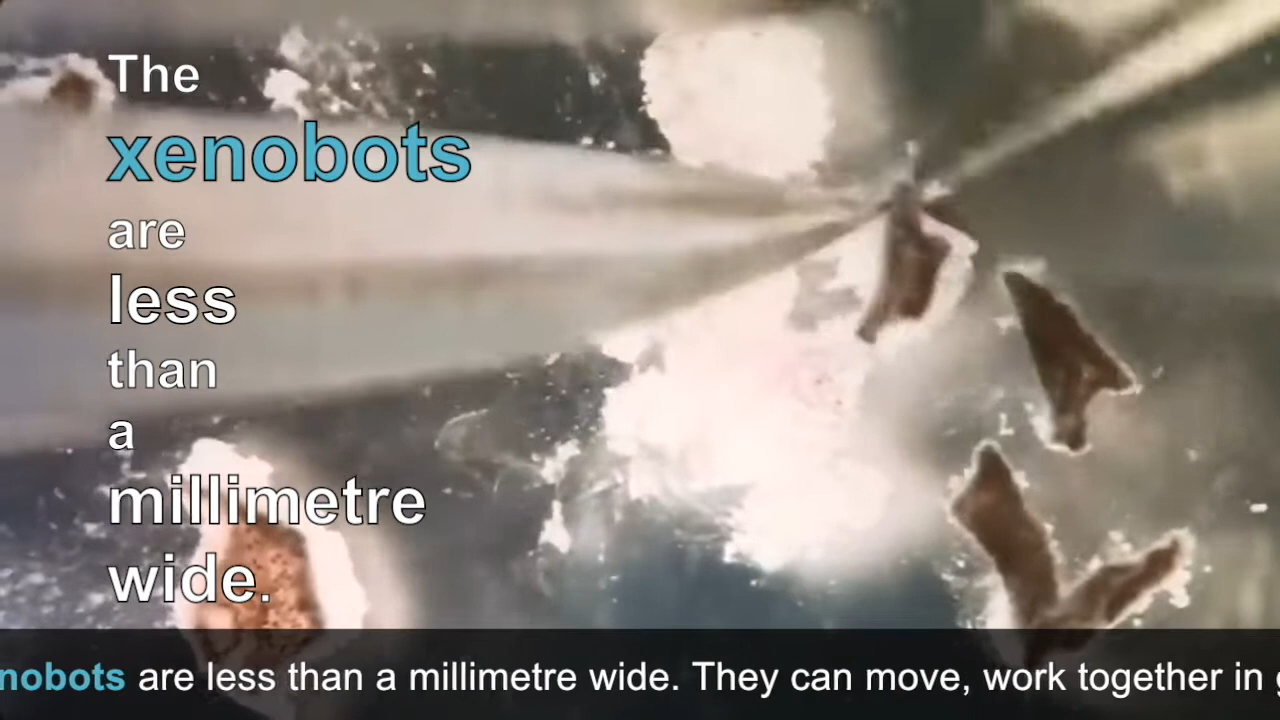 The
xenobots
are
less
than
a
millimetre
wide.
nobots are less than a millimetre wide. They can move, work together in